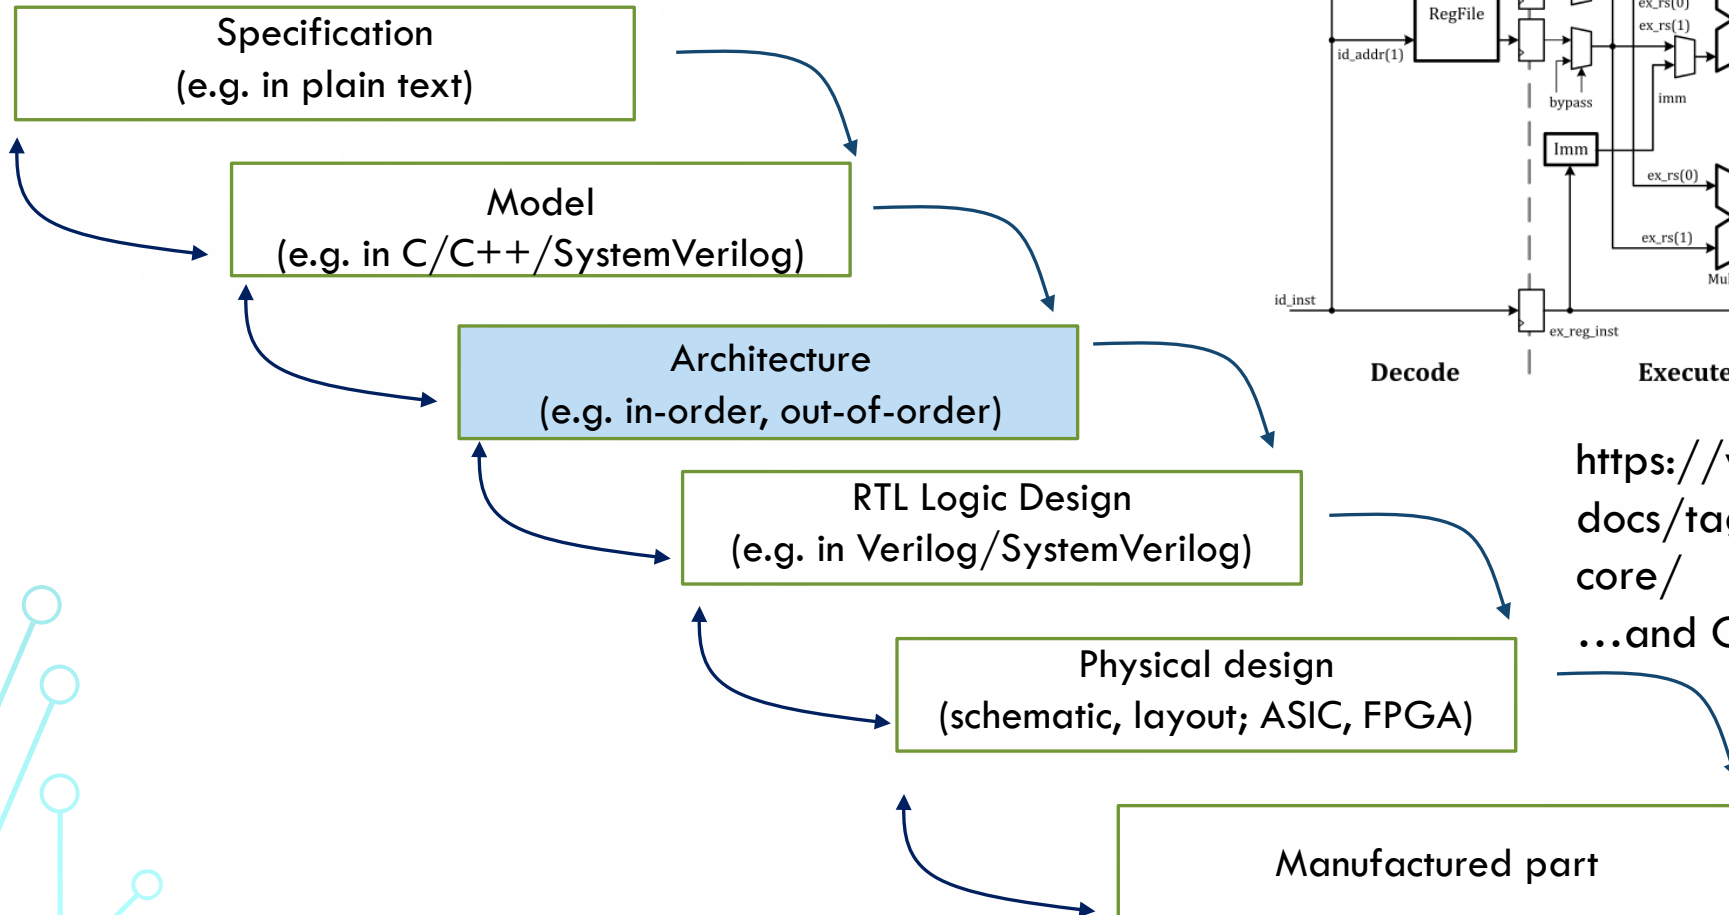 Specification
(e.g. in plain text)
Model
(e.g. in C/C++/SystemVerilog)
Architecture
(e.g. in-order, out-of-order)
RTL Logic Design
(e.g. in Verilog/SystemVerilog)
Physical design
(schematic, layout; ASIC, FPGA)
Manufactured part
RegFile
id_addr(1)
ex_rs(0)
ex_rs(1)
bypass
imm
Imm
ex_rs(0)
ex_rs(1)
id_inst
ex_reg_inst
Decode
Execute
https://
docs/
core/
…and